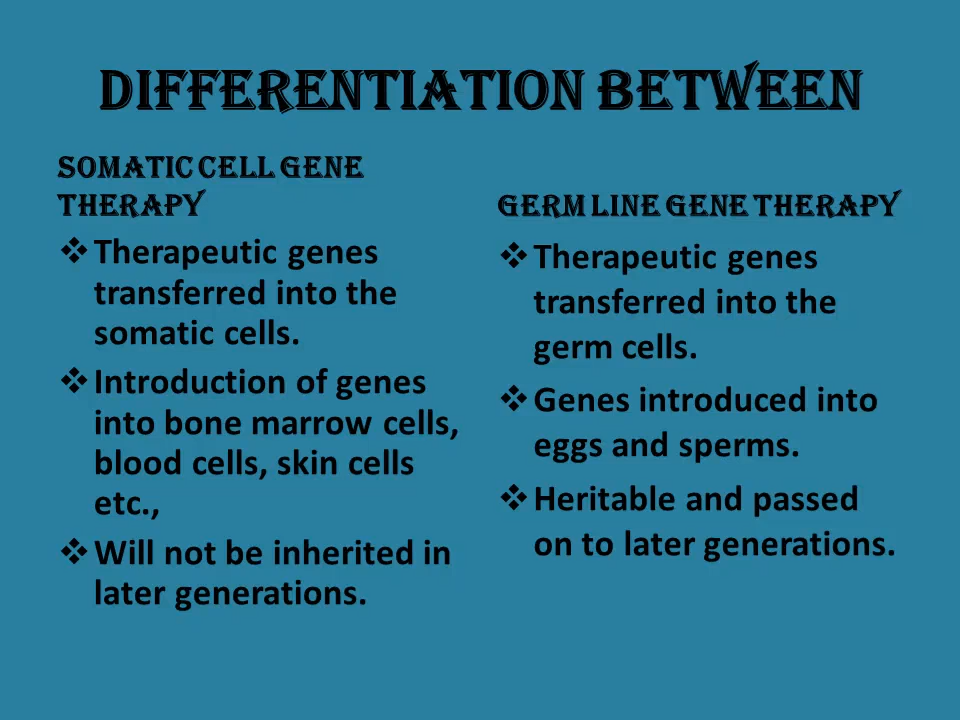 DIFFERENTIATION BETWEEN
SOMATIC CELL GENE
THERAPY
❖Therapeutic genes
transferred into the
somatic cells.
❖Introduction of genes
into bone marrow cells,
blood cells, skin cells
etc.,
❖Will not be inherited in
later generations.
GERM LINE GENE THERAPY
❖Therapeutic genes
transferred into the
germ cells.
❖Genes introduced into
eggs and sperms.
❖Heritable and passed
on to later generations.